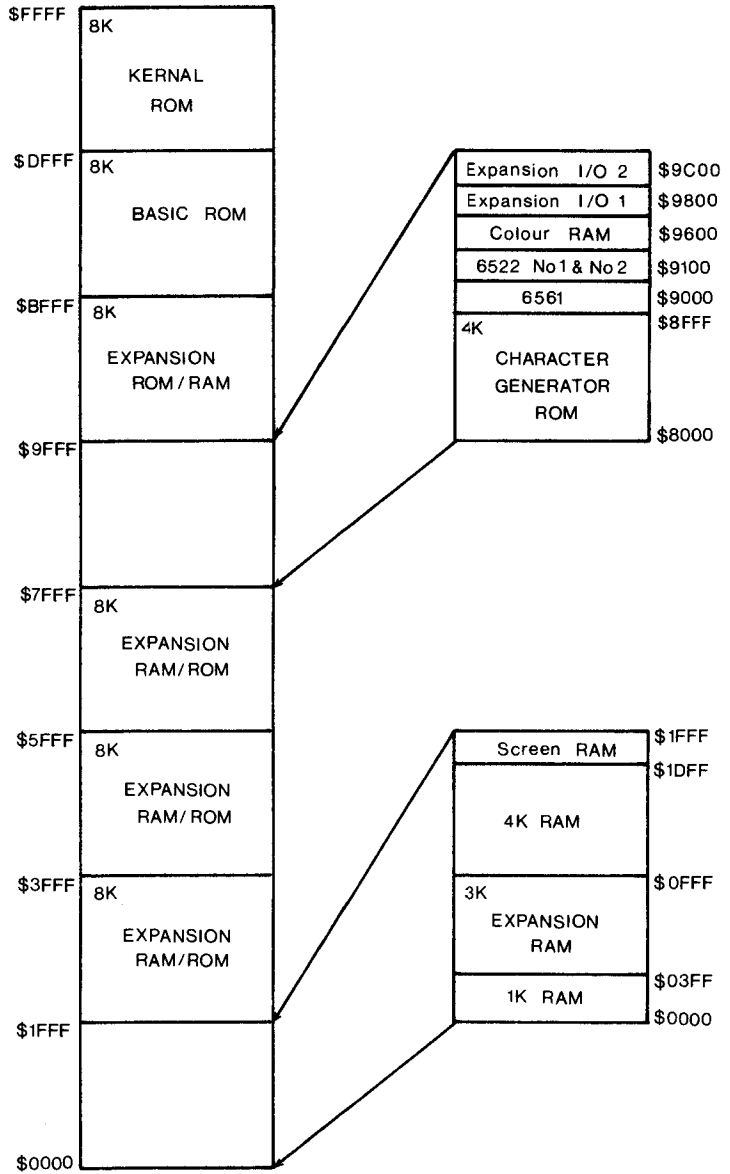 $FFFF
8K
KERNAL
ROM
$DFFF
8K
BASIC ROM
$BFFF
8K
EXPANSION
ROM/RAM
$9FFF
$7FFF
8K
EXPANSION
RAM/ROM
$5FFF
8K
EXPANSION
RAM/ROM
$3FFF
8K
EXPANSION
RAM/ROM
$1FFF
$0000
Expansion I/O 2 $9C00
Expansion I/O 1 $9800
Colour RAM $9600
6522 No1 & No2 $9100
6561 $9000
$8FFF
4K
CHARACTER
GENERATOR
ROM
$8000
$1FFF
Screen RAM
$1DFF
4K RAM
$0FFF
3K
EXPANSION
RAM
$03FF
1K RAM
$0000